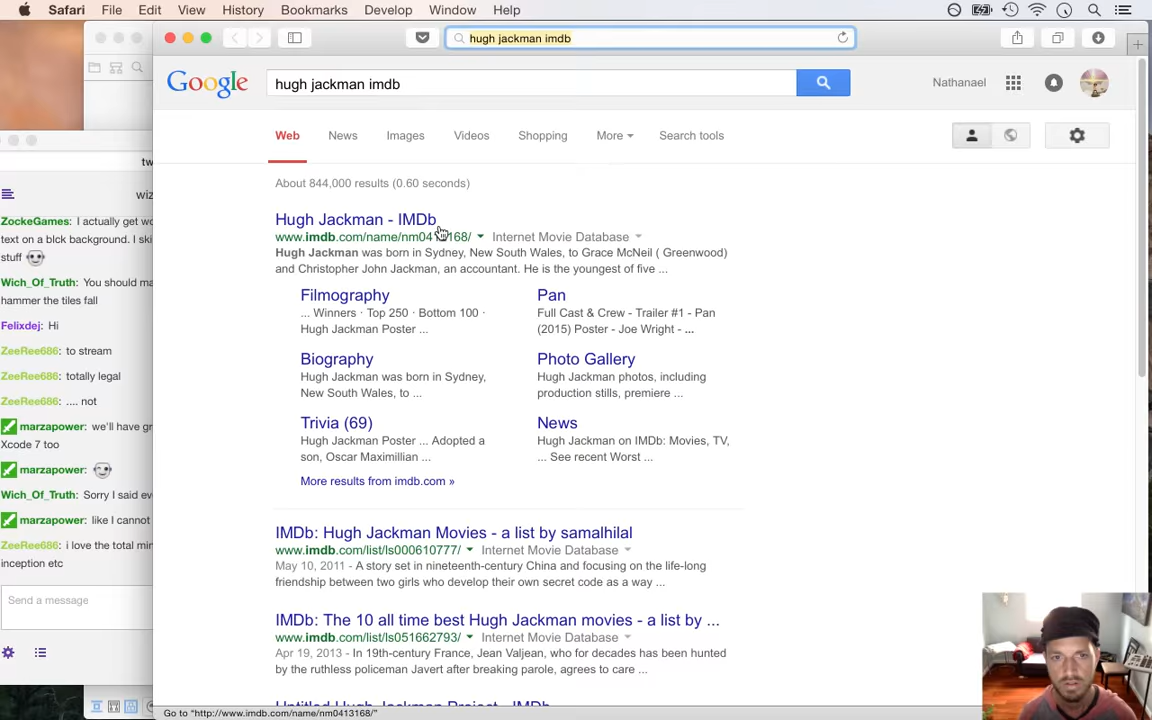 Safari File Edit View History Bookmarks Develop Window Help
hugh jackman imdb
Google hugh jackman imdb Nathanael
Web News Images Videos Shopping More Search tools
About 844,000 results (0.60 seconds)
Hugh Jackman - IMDb
www.imdb.com/name/nm0413168/ Internet Movie Database
Hugh Jackman was born in Sydney, New South Wales, to Grace McNeil ( Greenwood)
and Christopher John Jackman, an accountant. He is the youngest of five ...
Filmography
... Winners · Top 250 · Bottom 100 ·
Hugh Jackman Poster ...
Pan
Full Cast & Crew - Trailer #1 - Pan
(2015) Poster - Joe Wright - ...
Biography
Hugh Jackman was born in Sydney,
New South Wales, to ...
Photo Gallery
Hugh Jackman photos, including
production stills, premiere ...
Trivia (69)
Hugh Jackman Poster ... Adopted a
son, Oscar Maximillian ...
News
Hugh Jackman on IMDb: Movies, TV,
... See recent Worst ...
More results from imdb.com »
IMDb: Hugh Jackman Movies - a list by samalhilal
www.imdb.com/list/ls000610777/ Internet Movie Database
May 10, 2011 - A story set in nineteenth-century China and focusing on the life-long
friendship between two girls who develop their own secret code as a way ...
IMDb: The 10 all time best Hugh Jackman movies - a list by ...
www.imdb.com/list/ls051662793/ Internet Movie Database
Apr 19, 2013 - In 19th-century France, Jean Valjean, who for decades has been hunted
by the ruthless policeman Javert after breaking parole, agrees to care ...
Untitled Hugh Jackman Project - IMDb
Go to "http://www.imdb.com/name/nm0413168/"
tw
wiz
ZockeGames: I actually get wo
text on a blck background. I ski
stuff
Wich_Of_Truth: You should ma
hammer the tiles fall
Felixdej: Hi
ZeeRee686: to stream
ZeeRee686: totally legal
ZeeRee686: .... not
marzapower: we'll have gr
Xcode 7 too
marzapower:
Wich_Of_Truth: Sorry I said ev
marzapower: like I cannot
ZeeRee686: i love the total min
inception etc
Send a message